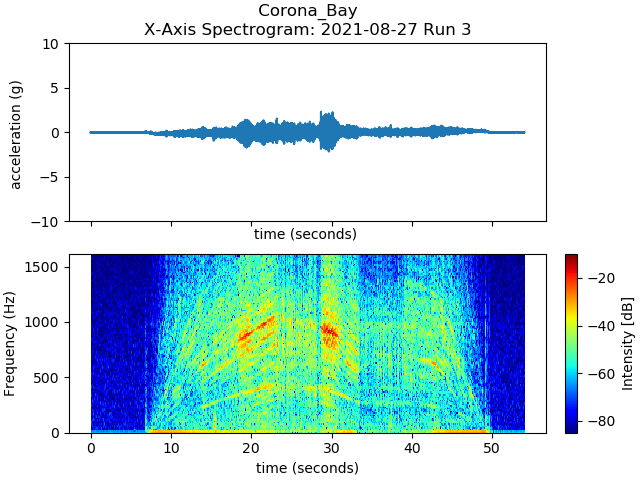 Corona_Bay
X-Axis Spectrogram: 2021-08-27 Run 3
10
5
0
−5
−10
acceleration (g)
time (seconds)
1500
1000
500
0
Frequency (Hz)
0
10
20
30
40
50
time (seconds)
−20
−40
−60
−80
Intensity [dB]